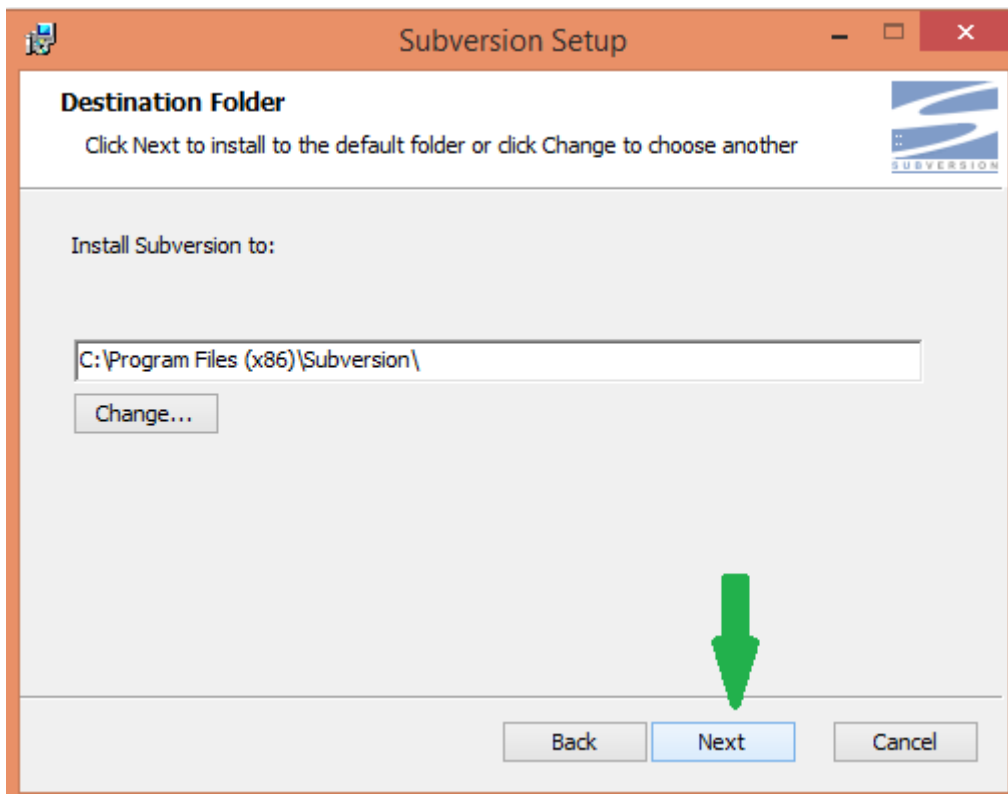 Subversion Setup
Destination Folder
Click Next to install to the default folder or click Change to choose another
SUBVERSION
Install Subversion to:
C:\Program Files (x86)\Subversion\
Change...
Back Next Cancel